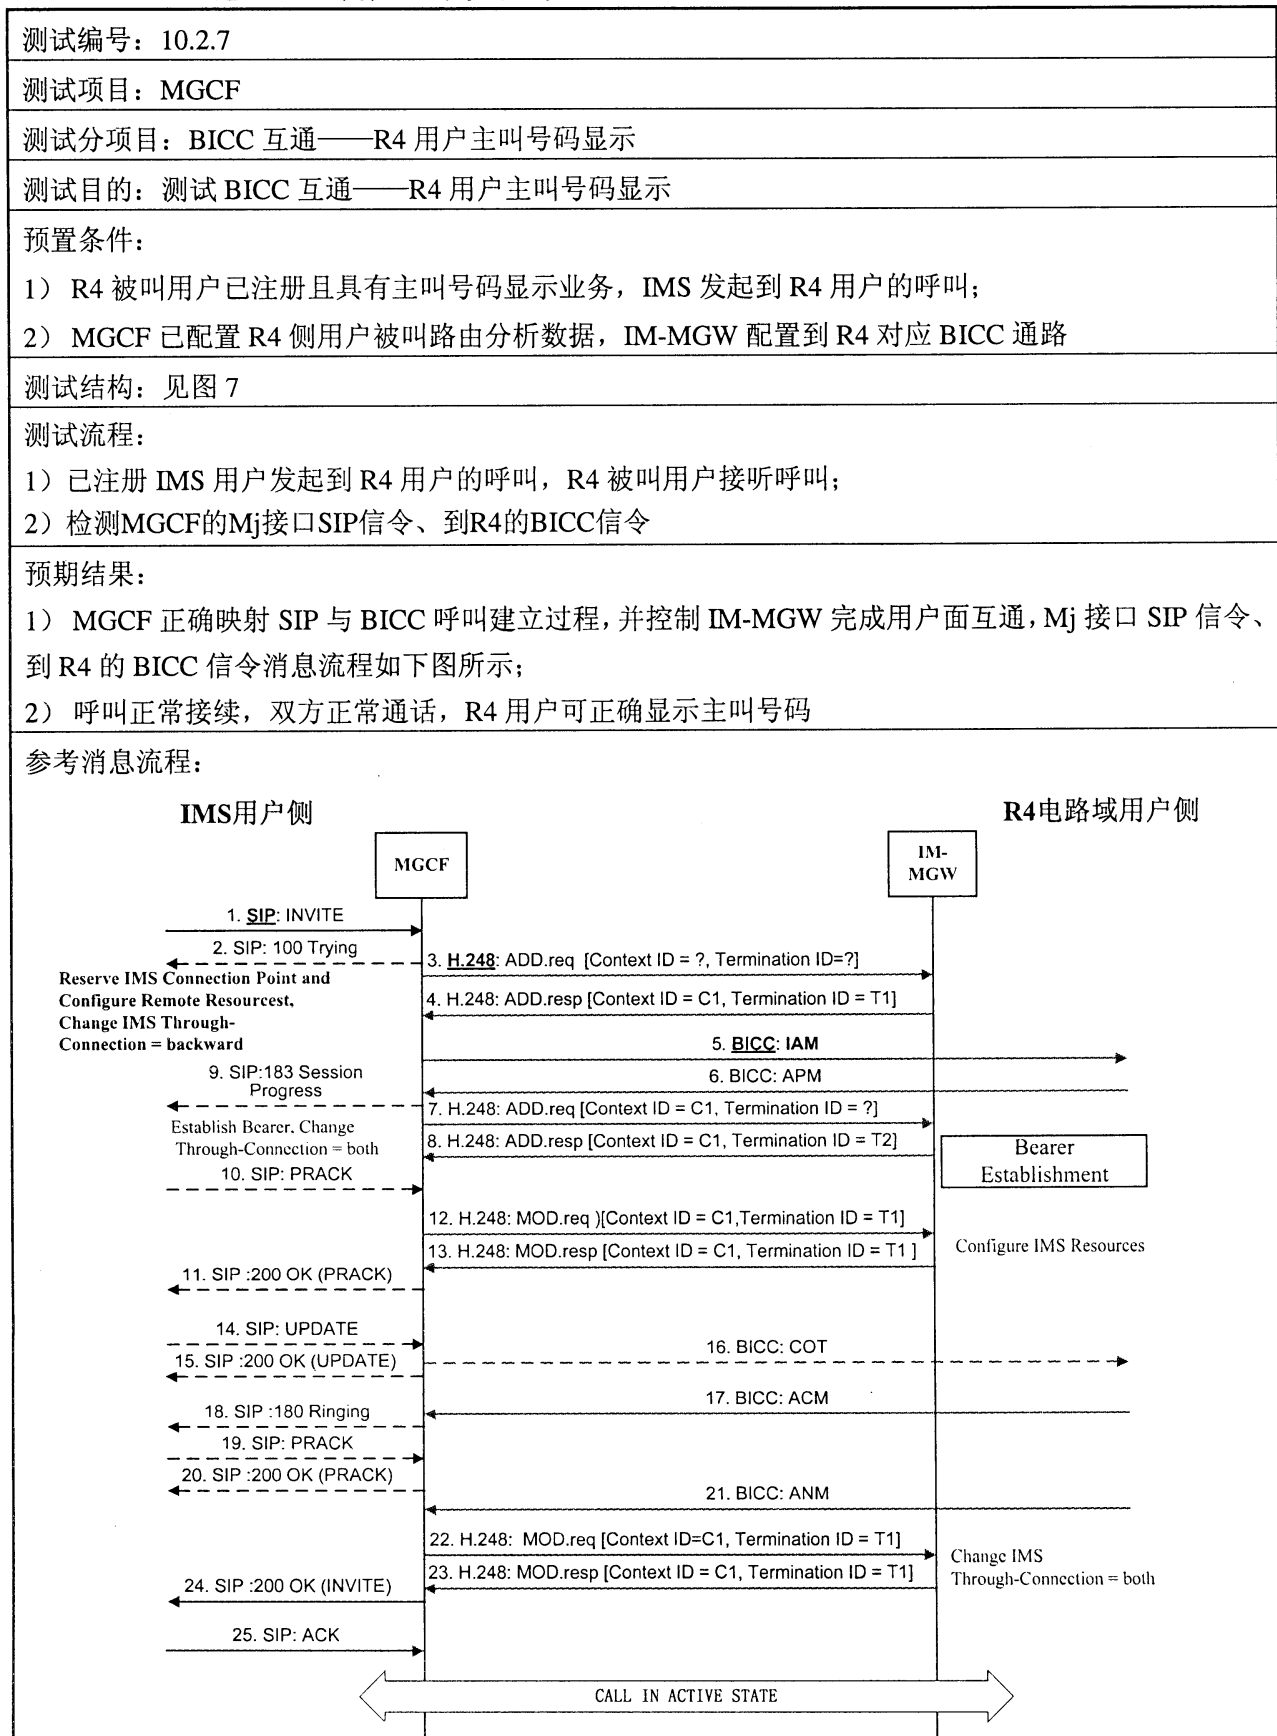 测试编号：10.2.7
测试项目：MGCF
测试分项目：BICC 互通——R4 用户主叫号码显示
测试目的：测试 BICC 互通——R4 用户主叫号码显示
预置条件：
1） R4 被叫用户已注册且具有主叫号码显示业务，IMS 发起到 R4 用户的呼叫；
2） MGCF 已配置 R4 侧用户被叫路由分析数据，IM-MGW 配置到 R4 对应 BICC 通路
测试结构：见图 7
测试流程：
1）已注册 IMS 用户发起到 R4 用户的呼叫，R4 被叫用户接听呼叫；
2）检测MGCF的Mj接口SIP信令、到R4的BICC信令
预期结果：
1） MGCF 正确映射 SIP 与 BICC 呼叫建立过程，并控制 IM-MGW 完成用户面互通，Mj 接口 SIP 信令、
到 R4 的 BICC 信令消息流程如下图所示；
2） 呼叫正常接续，双方正常通话，R4 用户可正确显示主叫号码
参考消息流程：
IMS用户侧
R4电路域用户侧
MGCF
IM-
MGW
1. SIP: INVITE
2. SIP: 100 Trying
3. H.248: ADD.req [Context ID = ?, Termination ID=?]
Reserve IMS Connection Point and
Configure Remote Resourcest,
Change IMS Through-
Connection = backward
4. H.248: ADD.resp [Context ID = C1, Termination ID = T1]
5. BICC: IAM
9. SIP:183 Session
Progress
6. BICC: APM
7. H.248: ADD.req [Context ID = C1, Termination ID = ?]
Establish Bearer, Change
Through-Connection = both
8. H.248: ADD.resp [Context ID = C1, Termination ID = T2]
Bearer
Establishment
10. SIP: PRACK
12. H.248: MOD.req )[Context ID = C1,Termination ID = T1]
13. H.248: MOD.resp [Context ID = C1, Termination ID = T1 ]
Configure IMS Resources
11. SIP :200 OK (PRACK)
14. SIP: UPDATE
15. SIP :200 OK (UPDATE)
16. BICC: COT
17. BICC: ACM
18. SIP :180 Ringing
19. SIP: PRACK
20. SIP :200 OK (PRACK)
21. BICC: ANM
22. H.248: MOD.req [Context ID=C1, Termination ID = T1]
23. H.248: MOD.resp [Context ID = C1, Termination ID = T1]
Change IMS
Through-Connection = both
24. SIP :200 OK (INVITE)
25. SIP: ACK
CALL IN ACTIVE STATE